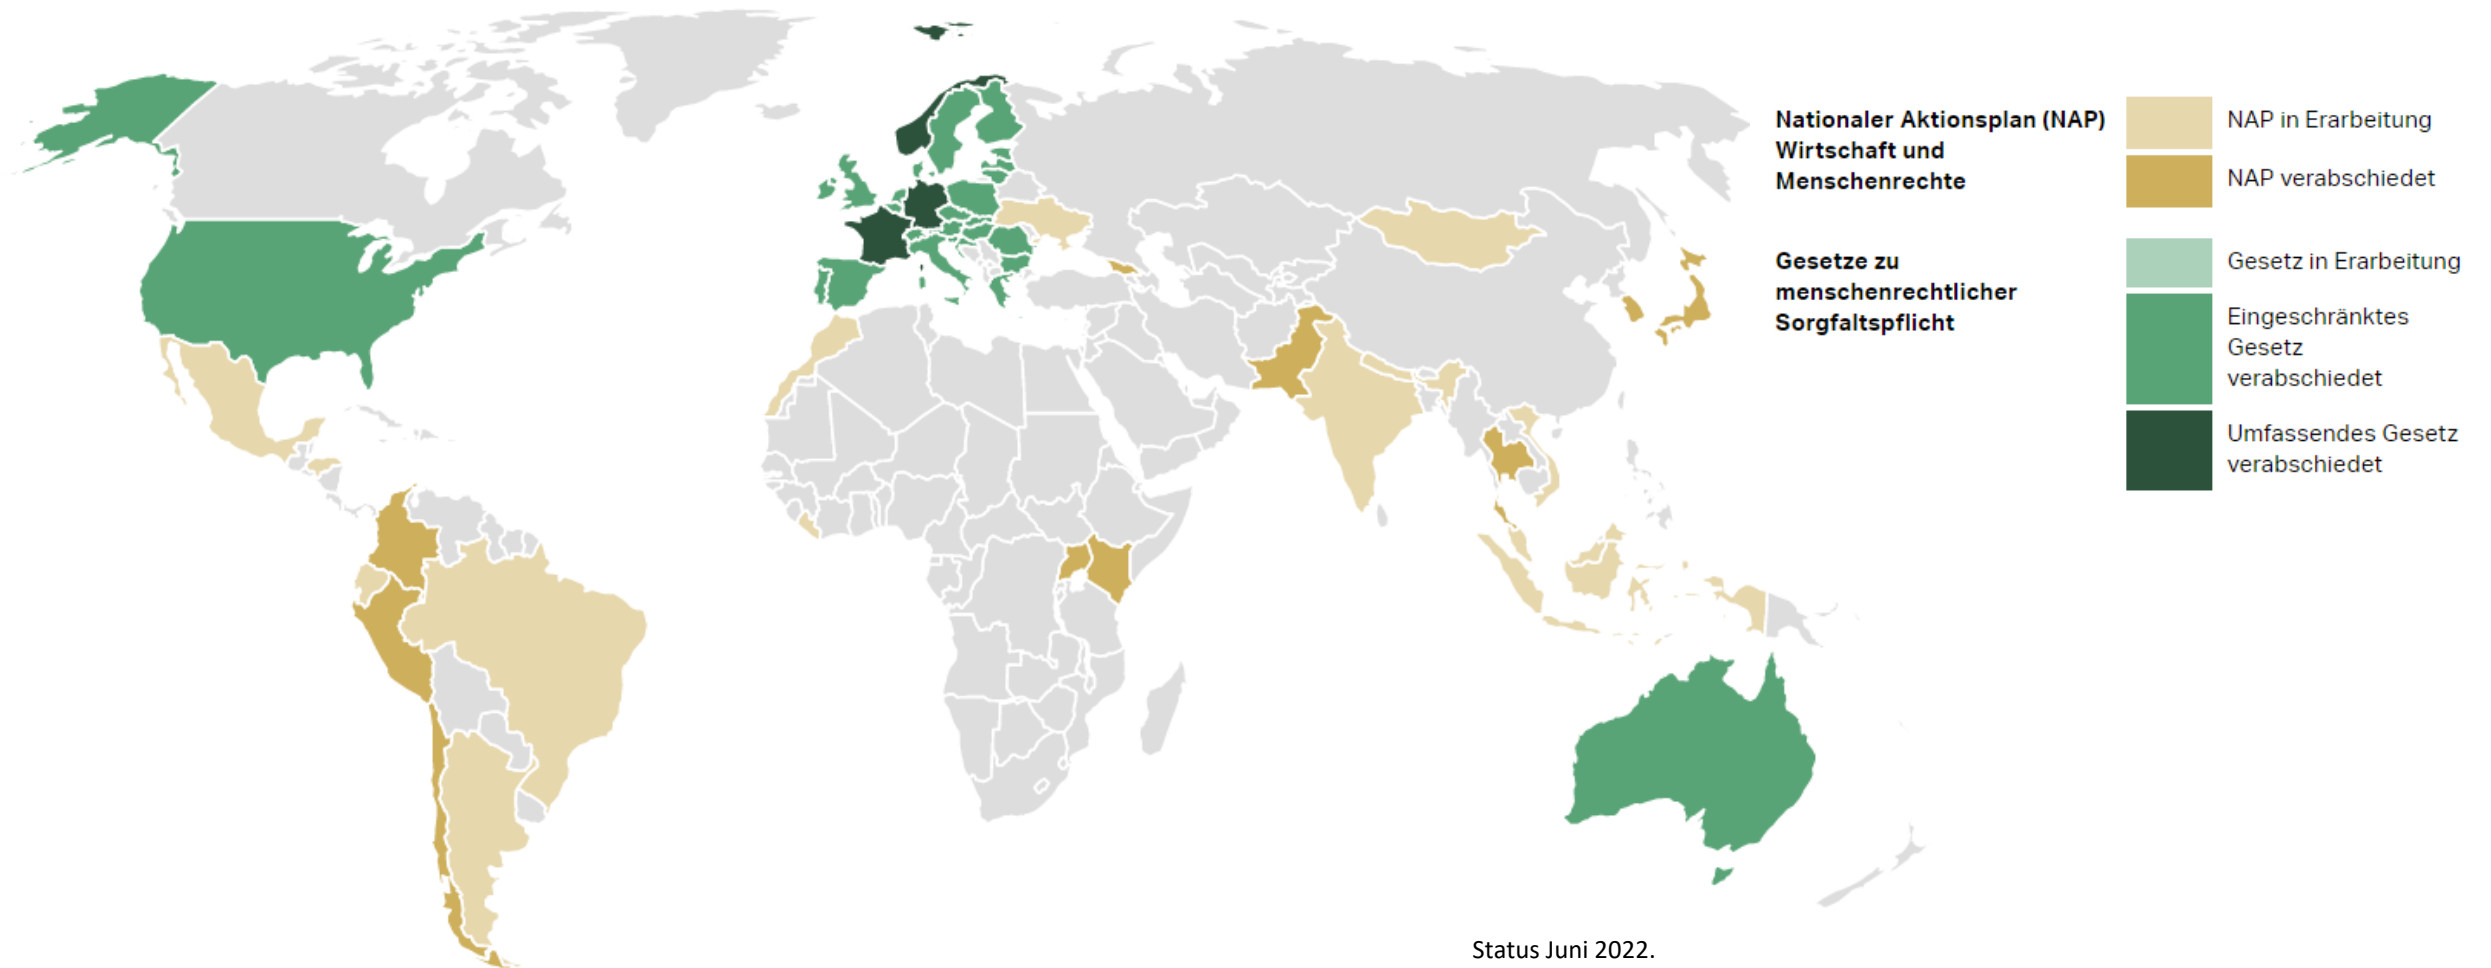 Nationaler Aktionsplan (NAP)
Wirtschaft und
Menschenrechte
NAP in Erarbeitung
NAP verabschiedet
Gesetze zu
menschenrechtlicher
Sorgfaltspflicht
Gesetz in Erarbeitung
Eingeschränktes
Gesetz
verabschiedet
Umfassendes Gesetz
verabschiedet
Status Juni 2022.